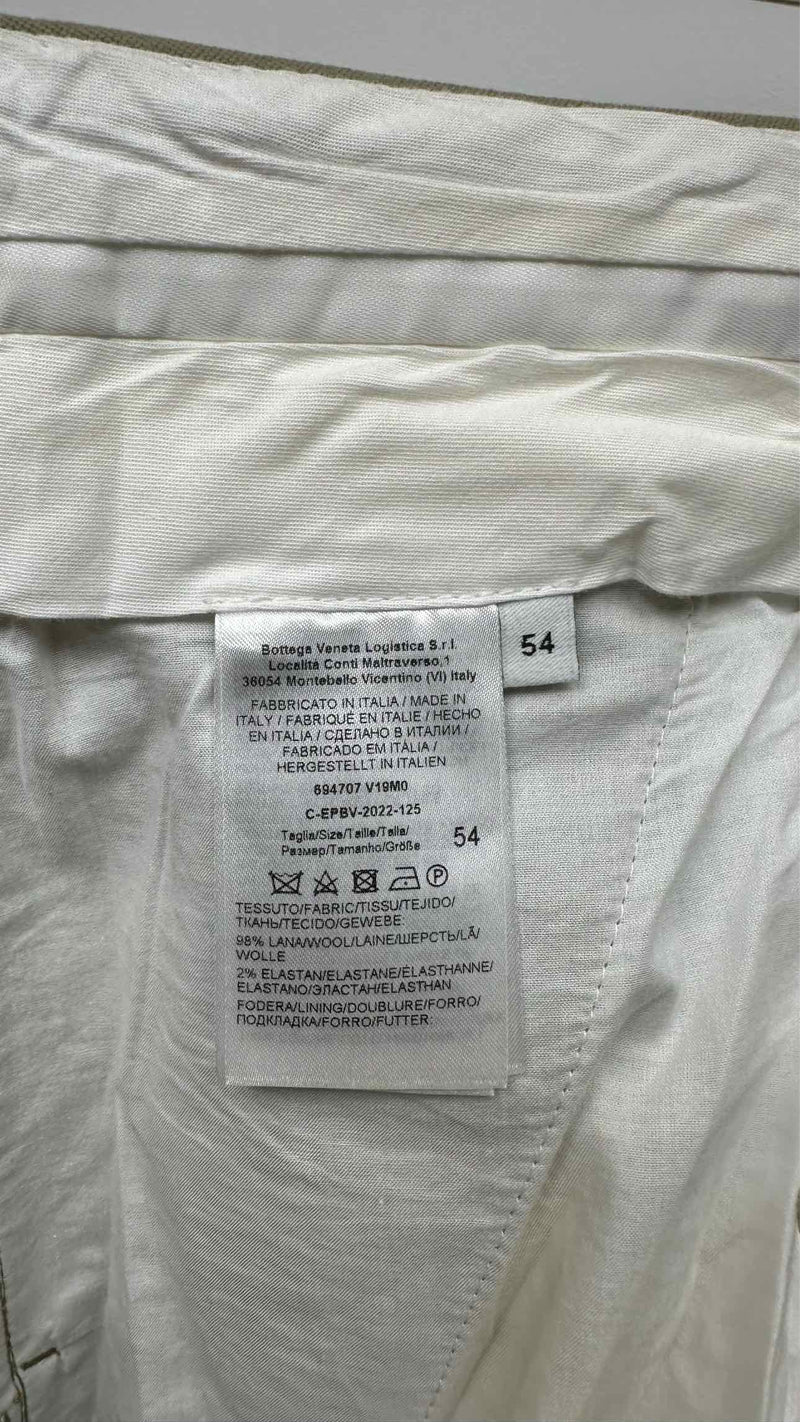 Bottega Veneta Logistica S.r.l.
Località Conti Maltraverso,1
36054 Montebello Vicentino (VI) Italy
54
FABBRICATO IN ITALIA / MADE IN
ITALY / FABRIQUÉ EN ITALIE / HECHO
EN ITALIA / СДЕЛАНО В ИТАЛИИ /
FABRICADO EM ITÁLIA /
HERGESTELLT IN ITALIEN
694707 V19M0
C-EPBV-2022-125
Taglia/Size/Taille/Talla/
Размер/Tamanho/Größe
54
P
TESSUTO/FABRIC/TISSU/TEJIDO/
ТКАНЬ/TECIDO/GEWEBE:
98% LANA/WOOL/LAINE/ШЕРСТЬ/LÃ/
WOLLE
2% ELASTAN/ELASTANE/ÉLASTHANNE/
ELASTANO/ЭЛАСТАН/ELASTHAN
FODERA/LINING/DOUBLURE/FORRO/
ПОДКЛАДКА/FORRO/FUTTER: